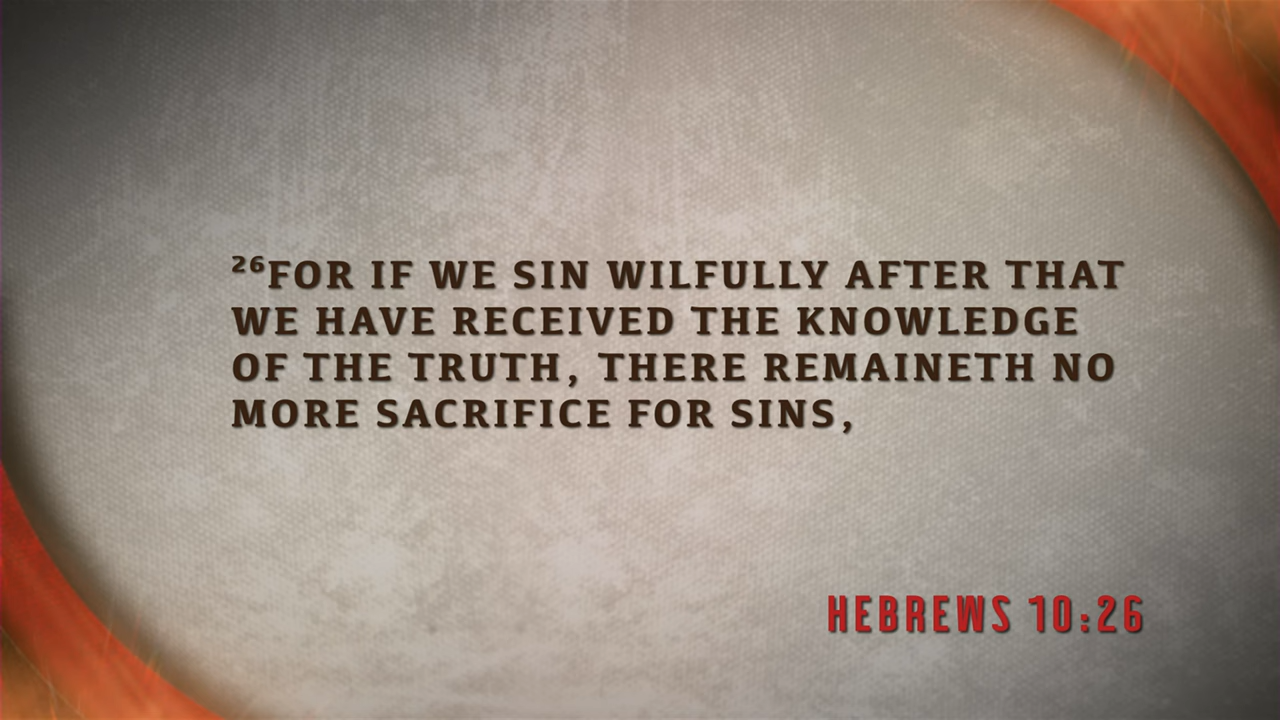 ²⁶FOR IF WE SIN WILFULLY AFTER THAT
WE HAVE RECEIVED THE KNOWLEDGE
OF THE TRUTH, THERE REMAINETH NO
MORE SACRIFICE FOR SINS,
HEBREWS 10:26